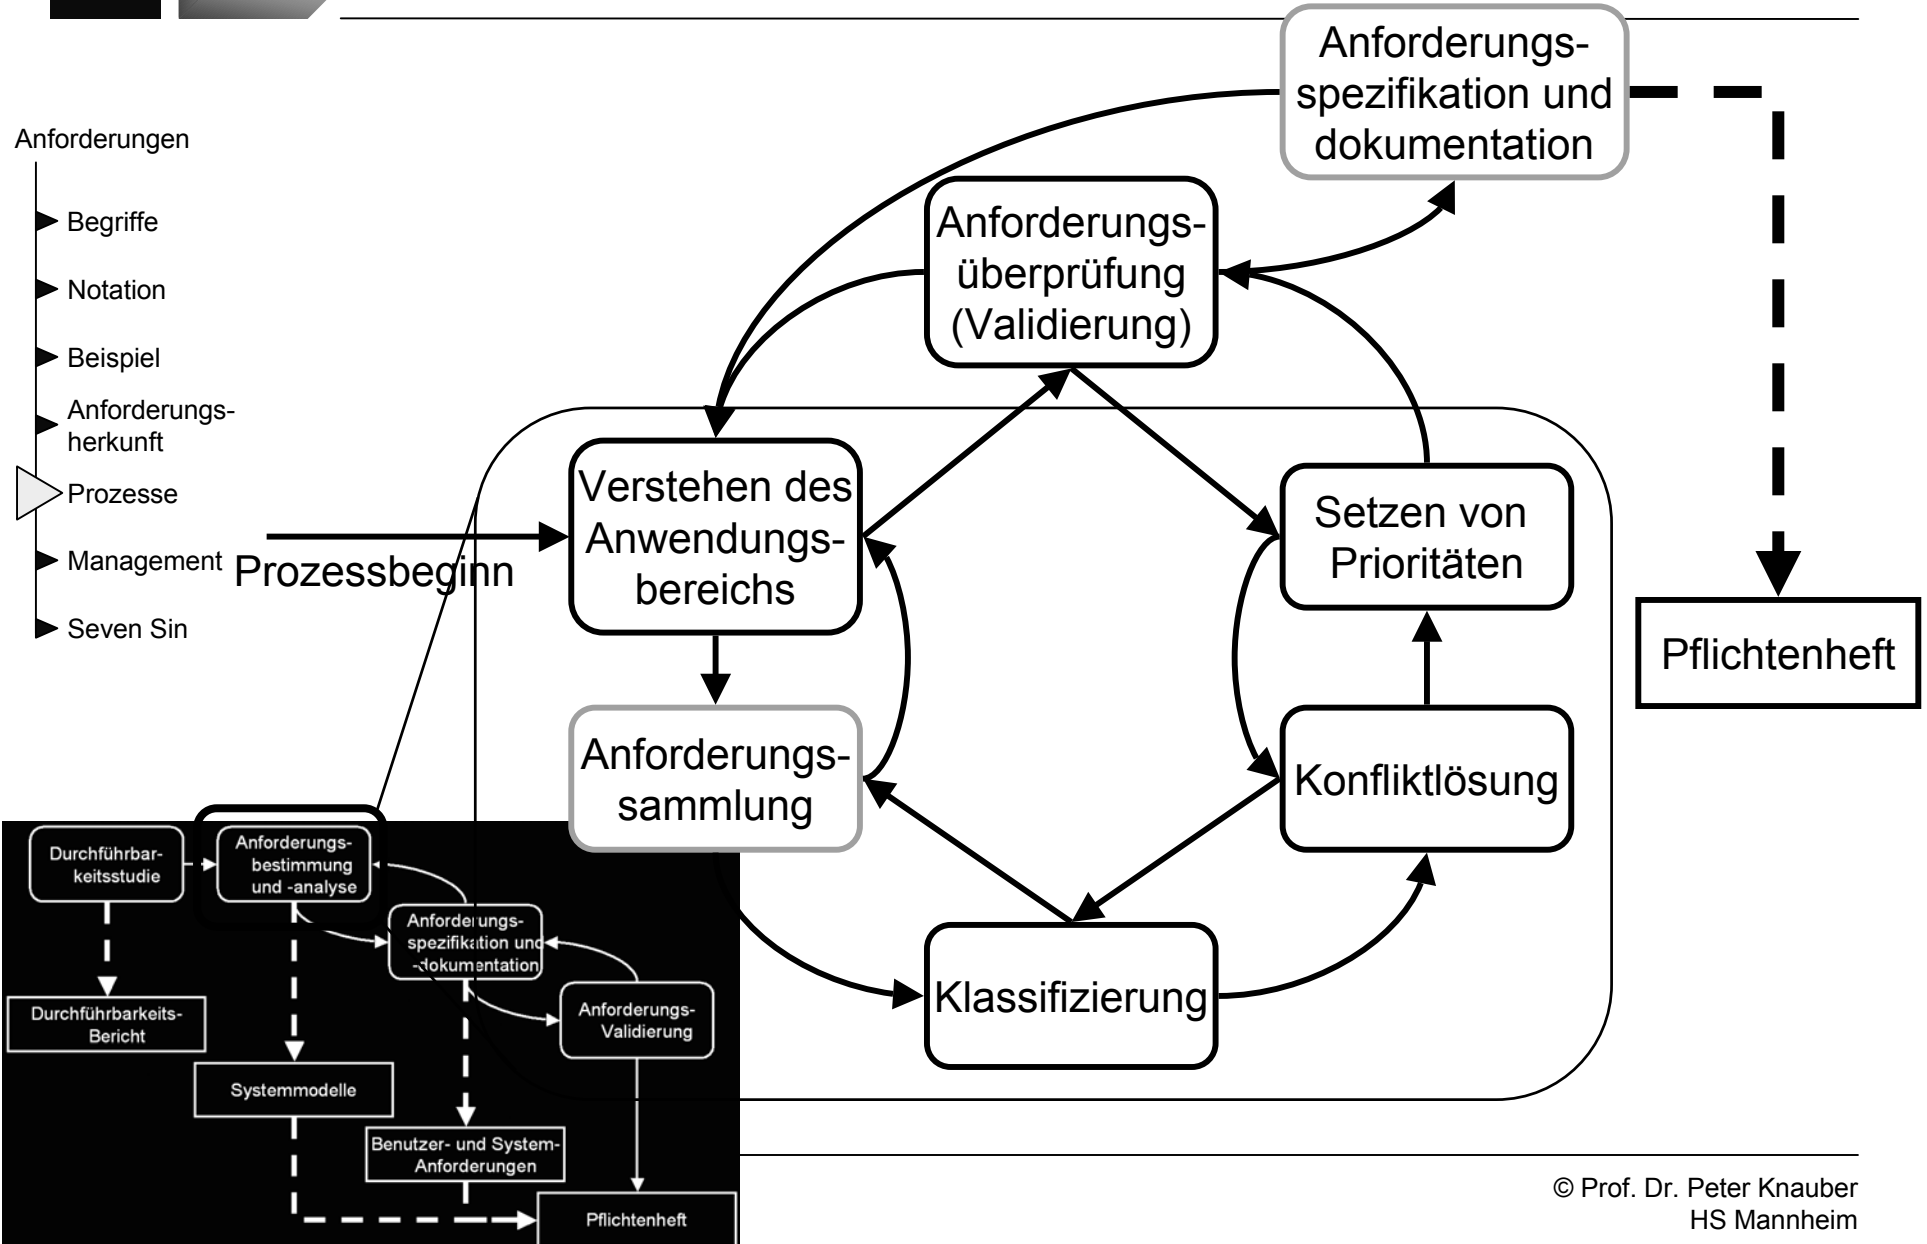 Anforderungs-
spezifikation und
dokumentation
Anforderungen
Begriffe
Notation
Beispiel
Anforderungs-
herkunft
Prozesse
Management
Seven Sin
Anforderungs-
überprüfung
(Validierung)
Prozessbeginn
Verstehen des
Anwendungs-
bereichs
Setzen von
Prioritäten
Pflichtenheft
Anforderungs-
sammlung
Konfliktlösung
Klassifizierung
Durchführbar-
keitsstudie
Anforderungs-
bestimmung
und -analyse
Anforderungs-
spezifikation und
-dokumentation
Durchführbarkeits-
Bericht
Anforderungs-
Validierung
Systemmodelle
Benutzer- und System-
Anforderungen
Pflichtenheft
© Prof. Dr. Peter Knauber
HS Mannheim